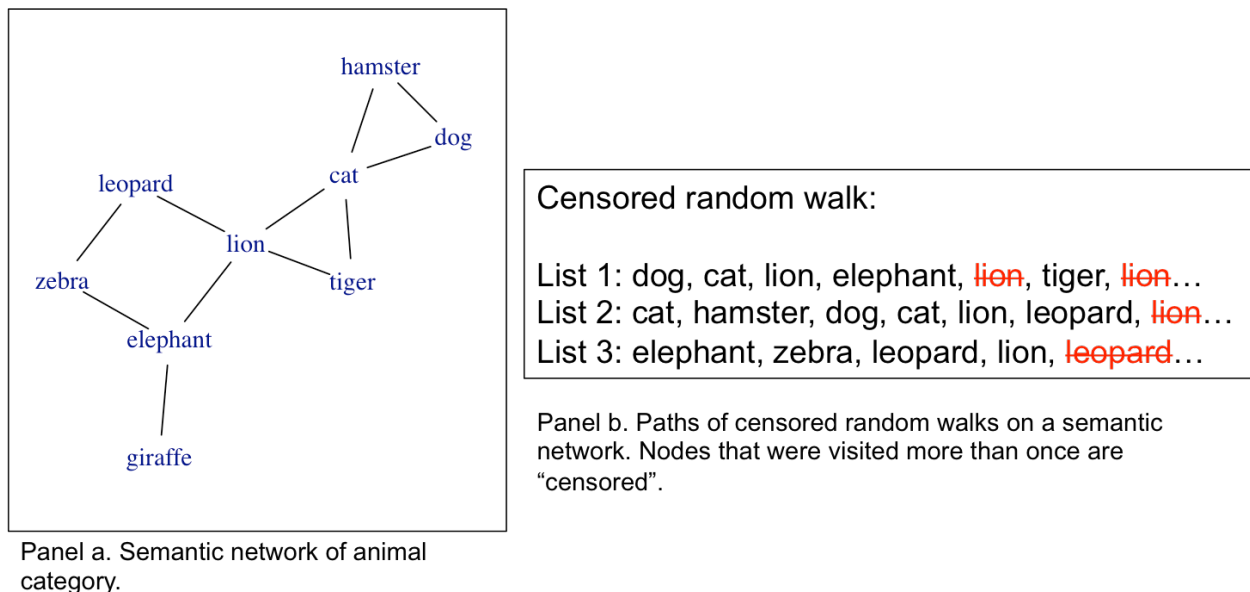 hamster
dog
cat
leopard
lion
zebra
tiger
elephant
giraffe
Panel a. Semantic network of animal
category.
Censored random walk:
List 1: dog, cat, lion, elephant, lion, tiger, lion…
List 2: cat, hamster, dog, cat, lion, leopard, lion…
List 3: elephant, zebra, leopard, lion, leopard…
Panel b. Paths of censored random walks on a semantic
network. Nodes that were visited more than once are
“censored”.